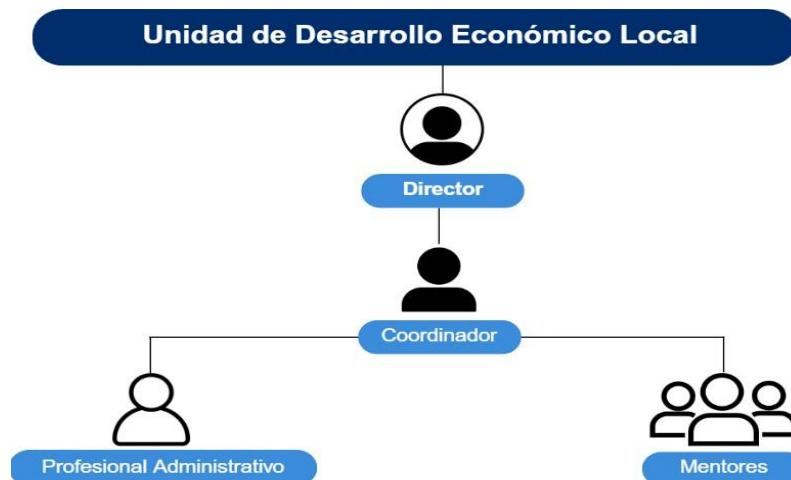 Unidad de Desarrollo Económico Local
Director
Coordinador
Profesional Administrativo
Mentores